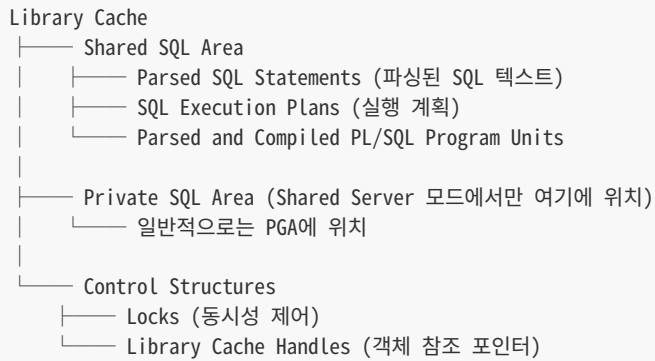 Library Cache
├── Shared SQL Area
│   ├── Parsed SQL Statements (파싱된 SQL 텍스트)
│   ├── SQL Execution Plans (실행 계획)
│   └── Parsed and Compiled PL/SQL Program Units
│
├── Private SQL Area (Shared Server 모드에서만 여기에 위치)
│   └── 일반적으로는 PGA에 위치
│
└── Control Structures
    ├── Locks (동시성 제어)
    └── Library Cache Handles (객체 참조 포인터)